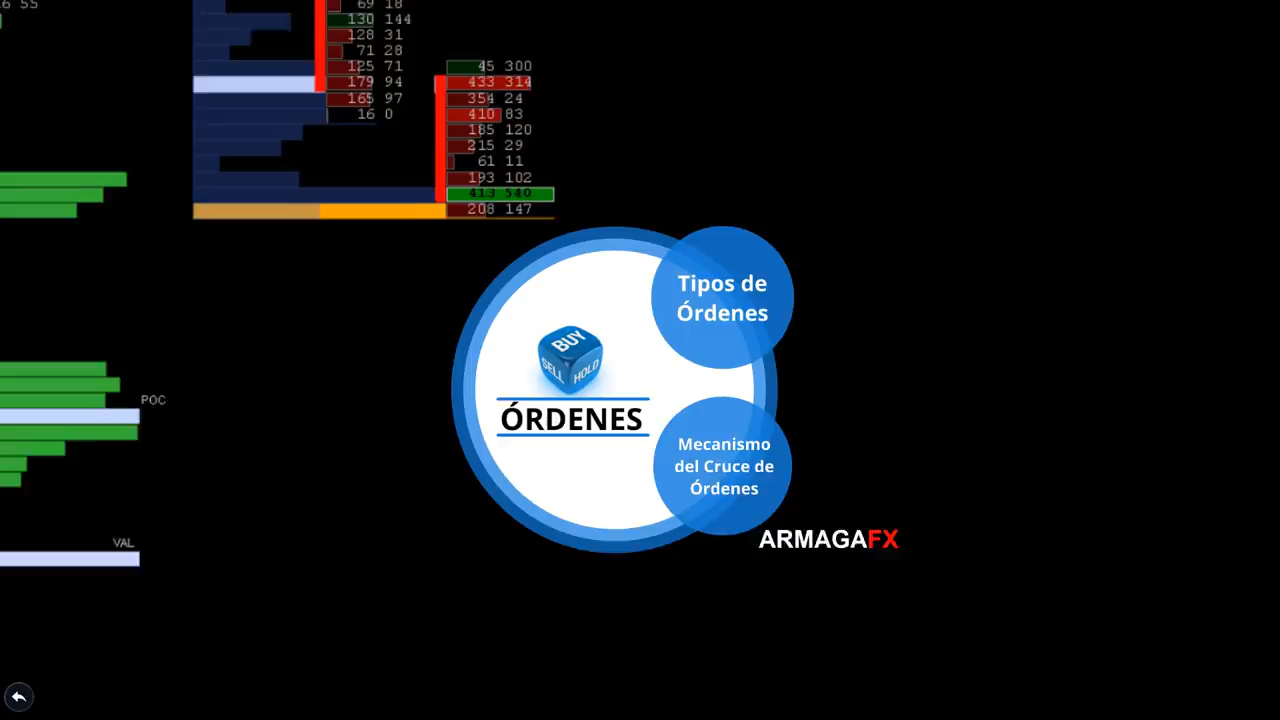 16 55
69 18
130 144
128 31
71 28
125 71
179 94
165 97
16 0
45 300
433 314
354 24
410 83
185 120
215 29
61 11
193 102
413 540
208 147
Tipos de
Órdenes
BUY
SELL
HOLD
ÓRDENES
POC
Mecanismo
del Cruce de
Órdenes
ARMAGAFX
VAL